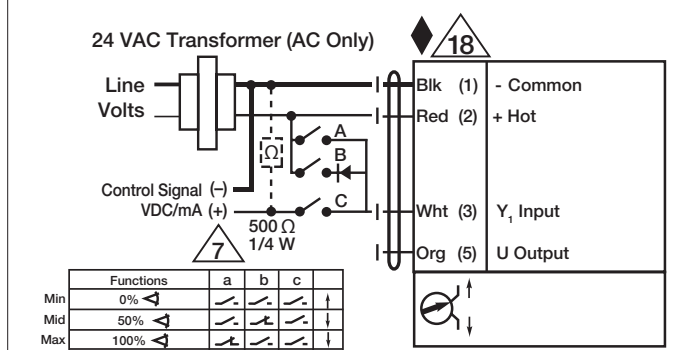 24 VAC Transformer (AC Only)
18
Line
Volts
Blk (1) - Common
Red (2) + Hot
A
Ω
B
Control Signal (–)
VDC/mA (+)
C
Wht (3) Y1 Input
500 Ω
1/4 W
7
Org (5) U Output
Functions a b c
Min 0%
Mid 50%
Max 100%